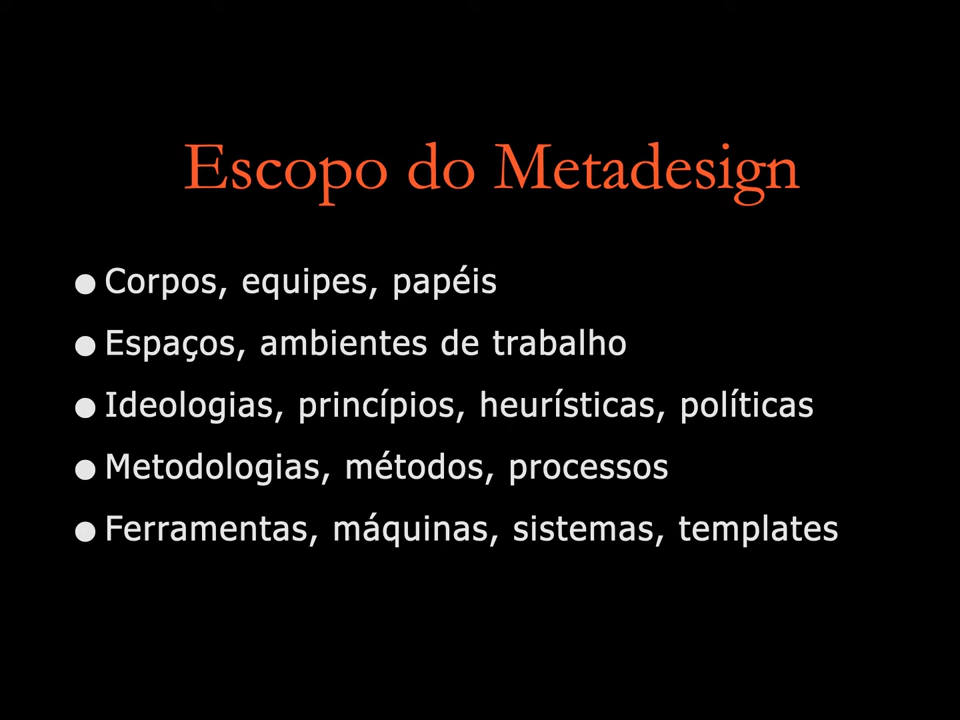 Escopo do Metadesign
• Corpos, equipes, papéis
• Espaços, ambientes de trabalho
• Ideologias, princípios, heurísticas, políticas
• Metodologias, métodos, processos
• Ferramentas, máquinas, sistemas, templates